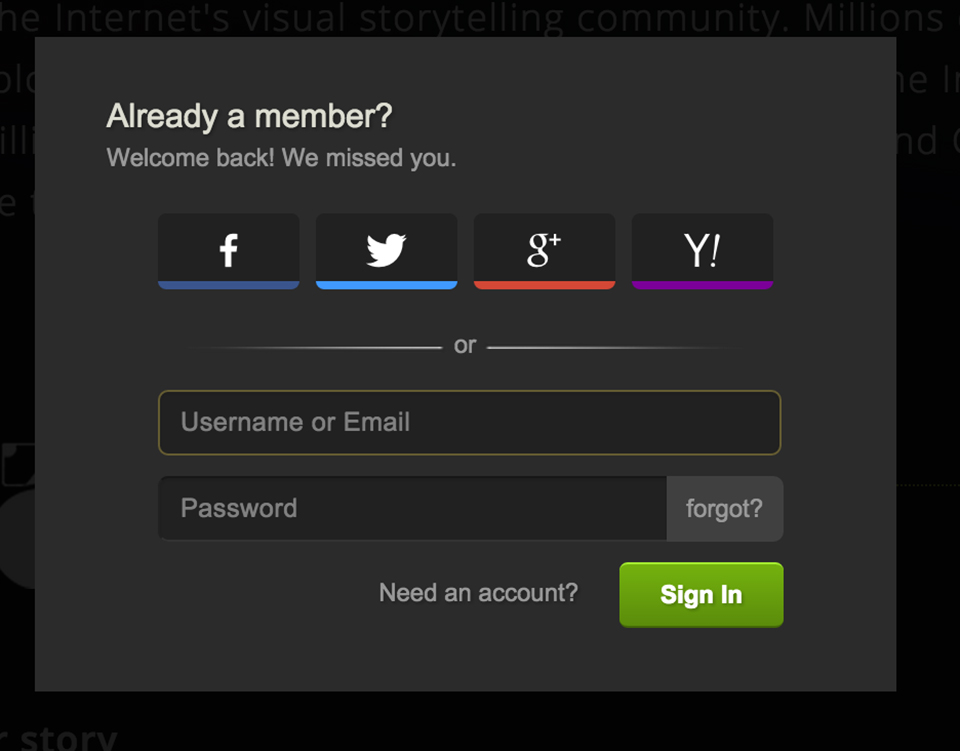 he Internet's visual storytelling community. Millions
Already a member?
Welcome back! We missed you.
f
g+
Y!
or
Username or Email
Password
forgot?
Need an account?
Sign In
r story